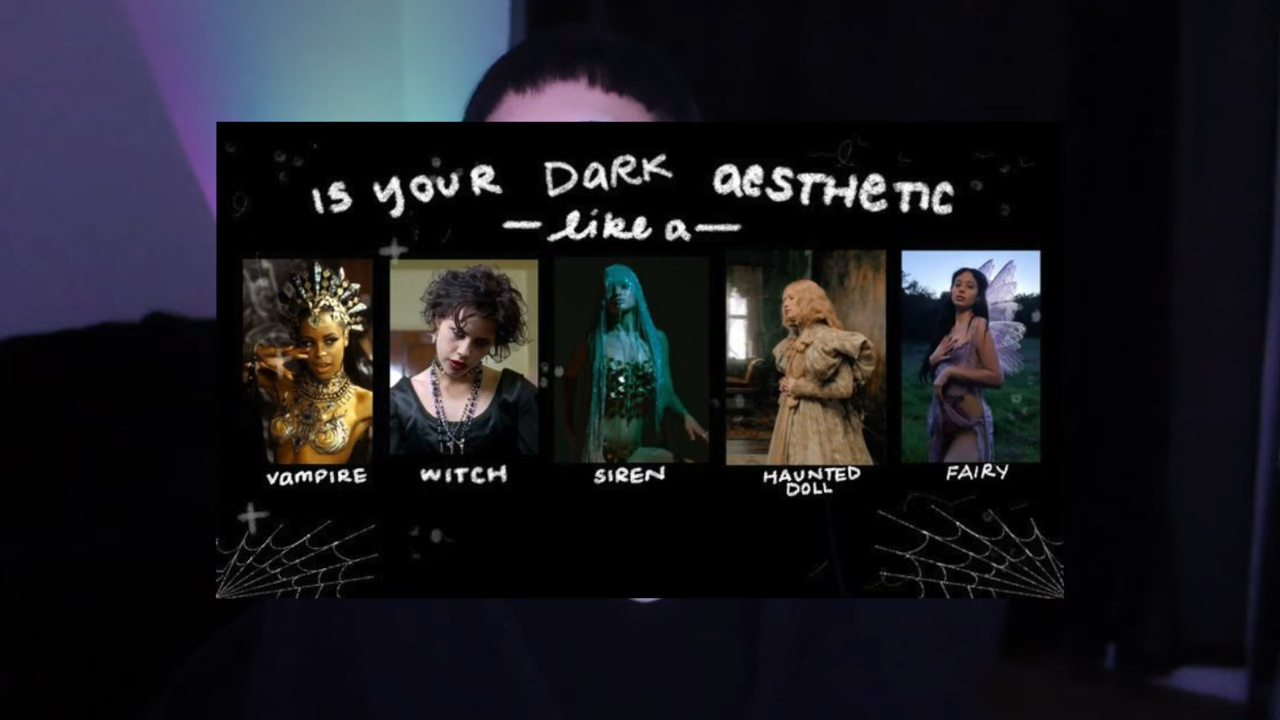 is YOUR DARK aeSTHeTIC
— like a —
VAMPIRE
WITCH
SIREN
HAUNTED
DOLL
FAIRY